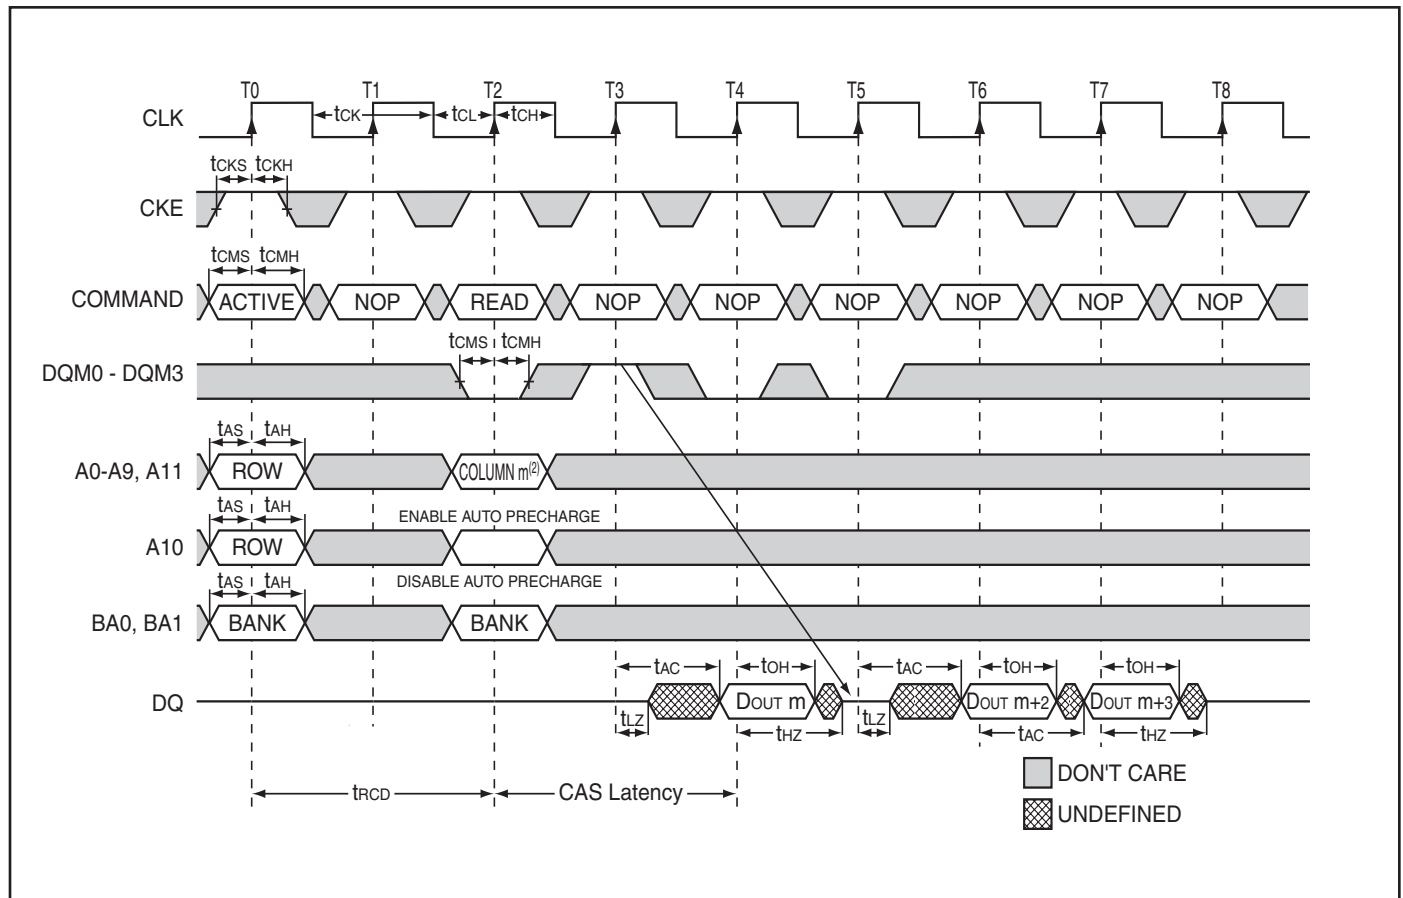 T0 T1 T2 T3 T4 T5 T6 T7 T8
CLK tCK tCL tCH
tCKS tCKH
CKE
tCMS tCMH
COMMAND ACTIVE NOP READ NOP NOP NOP NOP NOP NOP
tCMS tCMH
DQM0 - DQM3
tAS tAH
A0-A9, A11 ROW COLUMN m(2)
tAS tAH ENABLE AUTO PRECHARGE
A10 ROW
tAS tAH DISABLE AUTO PRECHARGE
BA0, BA1 BANK BANK
tAC tOH tAC tOH tOH
DQ DOUT m DOUT m+2 DOUT m+3
tLZ tHZ tLZ tAC tHZ
DON'T CARE
tRCD CAS Latency
UNDEFINED